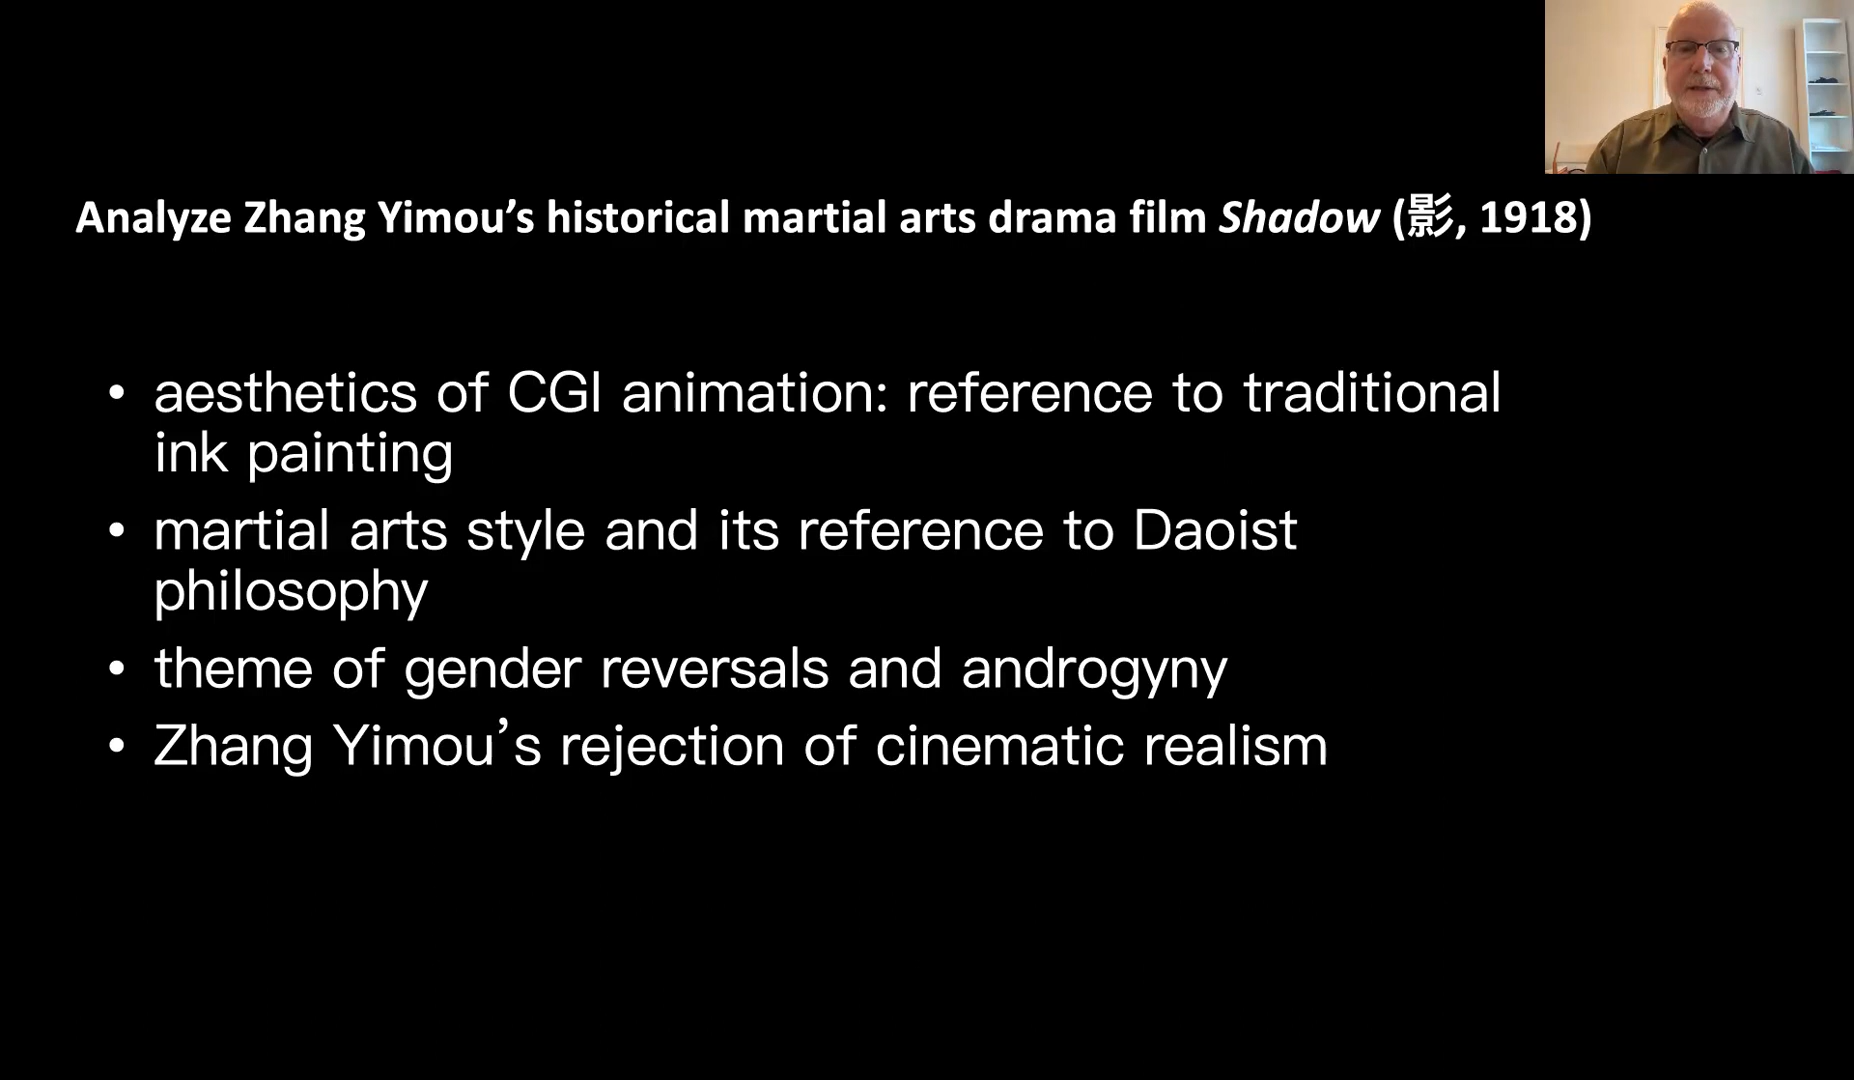 Analyze Zhang Yimou’s historical martial arts drama film Shadow (影, 1918)
• aesthetics of CGI animation: reference to traditional
ink painting
• martial arts style and its reference to Daoist
philosophy
• theme of gender reversals and androgyny
• Zhang Yimou’s rejection of cinematic realism